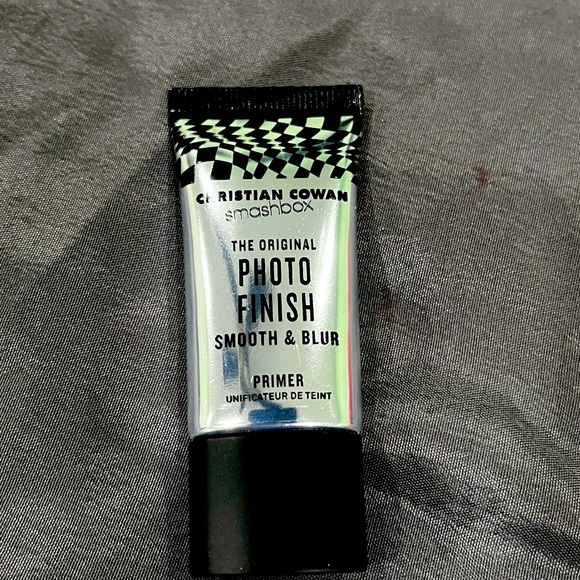 CHRISTIAN COWAN
smashbox
THE ORIGINAL
PHOTO
FINISH
SMOOTH & BLUR
PRIMER
UNIFICATEUR DE TEINT